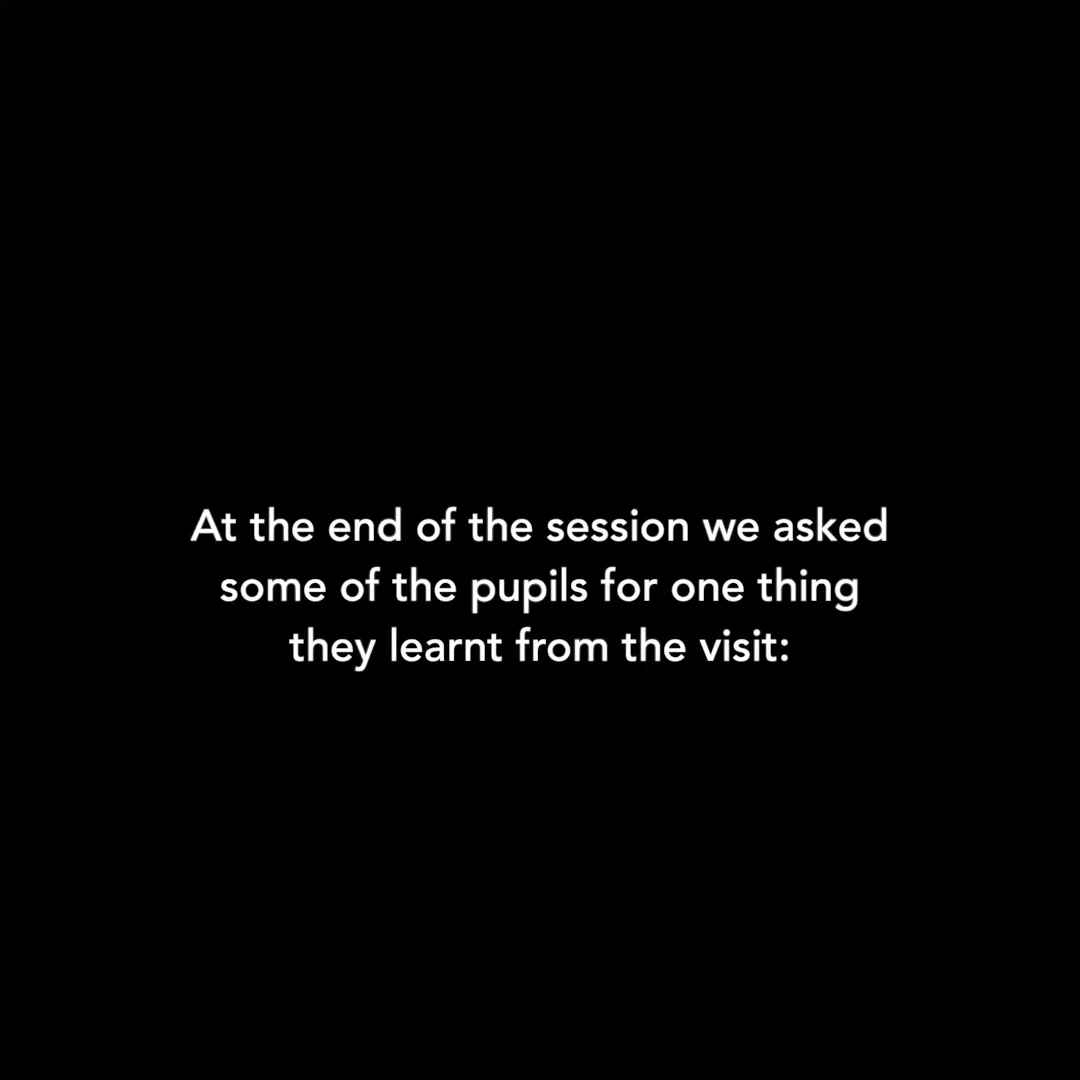 At the end of the session we asked
some of the pupils for one thing
they learnt from the visit: